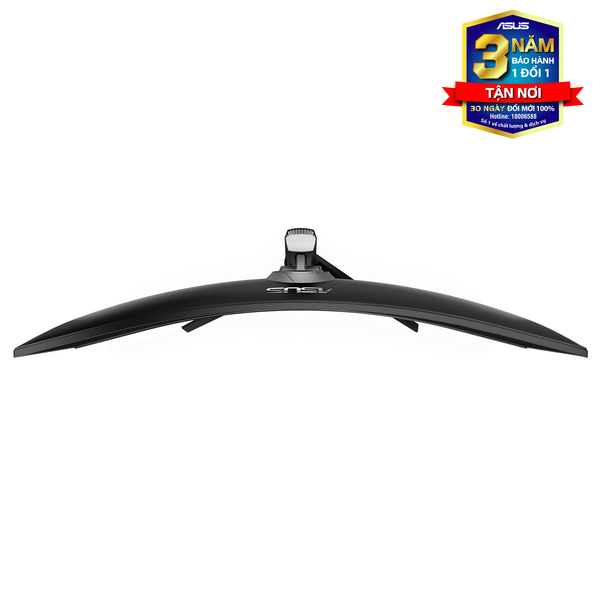 ASUS
3 NĂM
BẢO HÀNH
1 ĐỔI 1
TẬN NƠI
30 NGÀY ĐỔI MỚI 100%
Hotline: 18006588
Số 1 về chất lượng & dịch vụ
ASUS